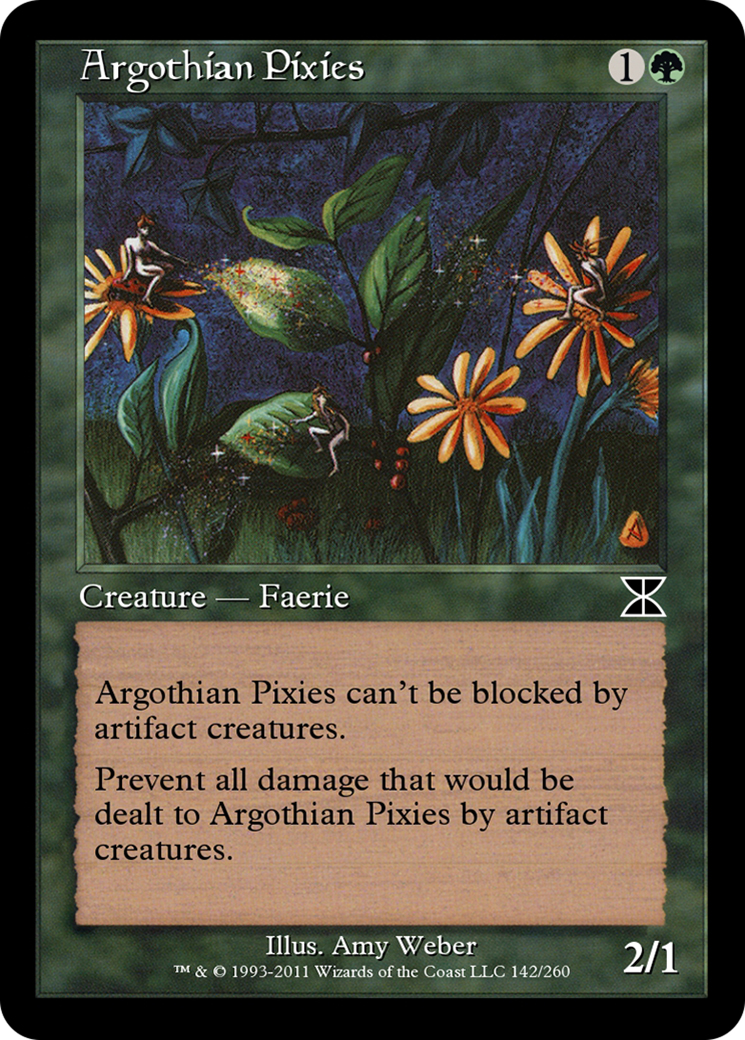 Argothian Pixies 1
Creature — Faerie
Argothian Pixies can't be blocked by
artifact creatures.
Prevent all damage that would be
dealt to Argothian Pixies by artifact
creatures.
Illus. Amy Weber
™ & © 1993-2011 Wizards of the Coast LLC 142/260
2/1